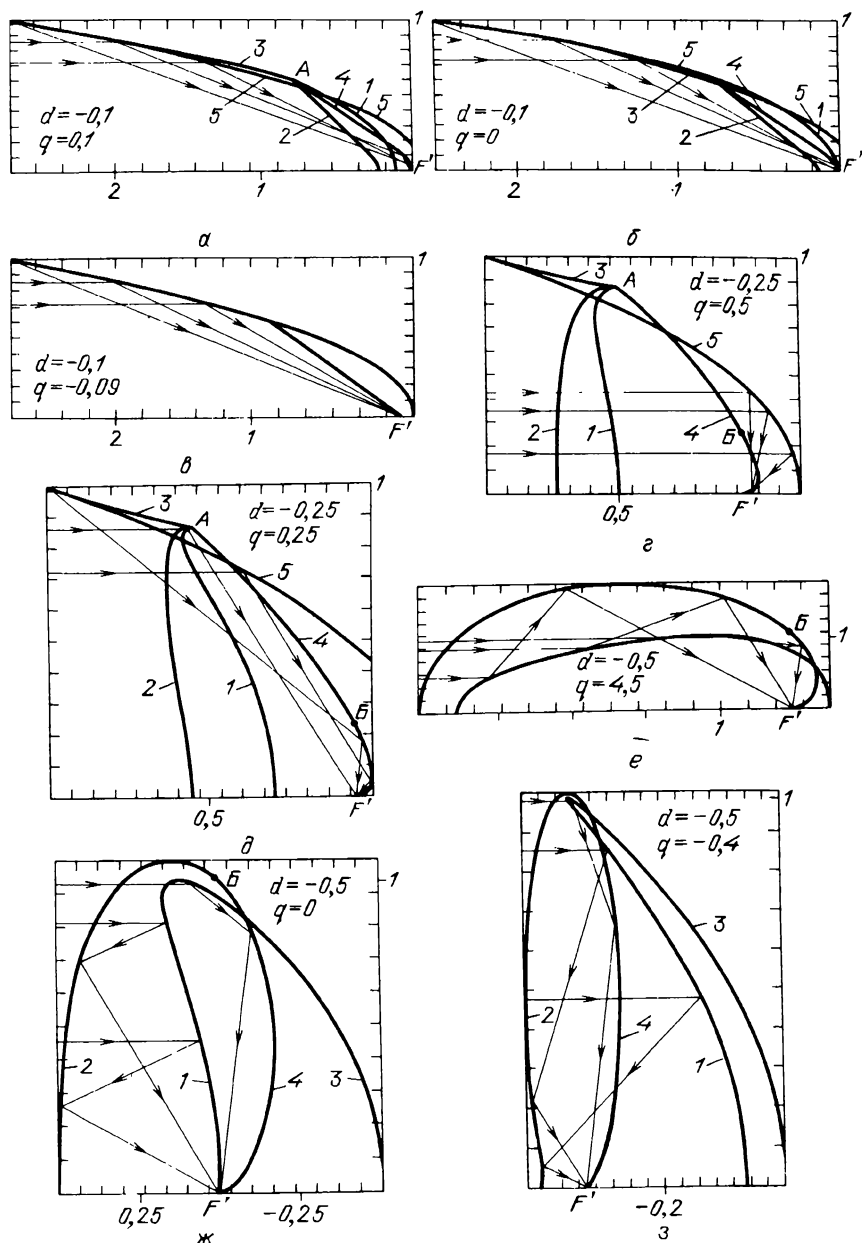 1
3
A
4
1
5
5
2
d=-0,1
q=0,1
F'
2
1
а
1
5
4
3
5
1
2
d=-0,1
q=0
F'
2
1
б
1
d=-0,1
q=-0,09
F'
2
1
в
1
3
A
d=-0,25
q=0,5
5
2
1
4
Б
F'
0,5
г
1
3
A
d=-0,25
q=0,25
5
4
2
1
Б
F'
0,5
д
Б
1
d=-0,5
q=4,5
F'
1
е
Б
d=-0,5
q=0
1
2
1
4
3
F'
0,25
-0,25
ж
1
d=-0,5
q=-0,4
3
2
4
1
F'
-0,2
з